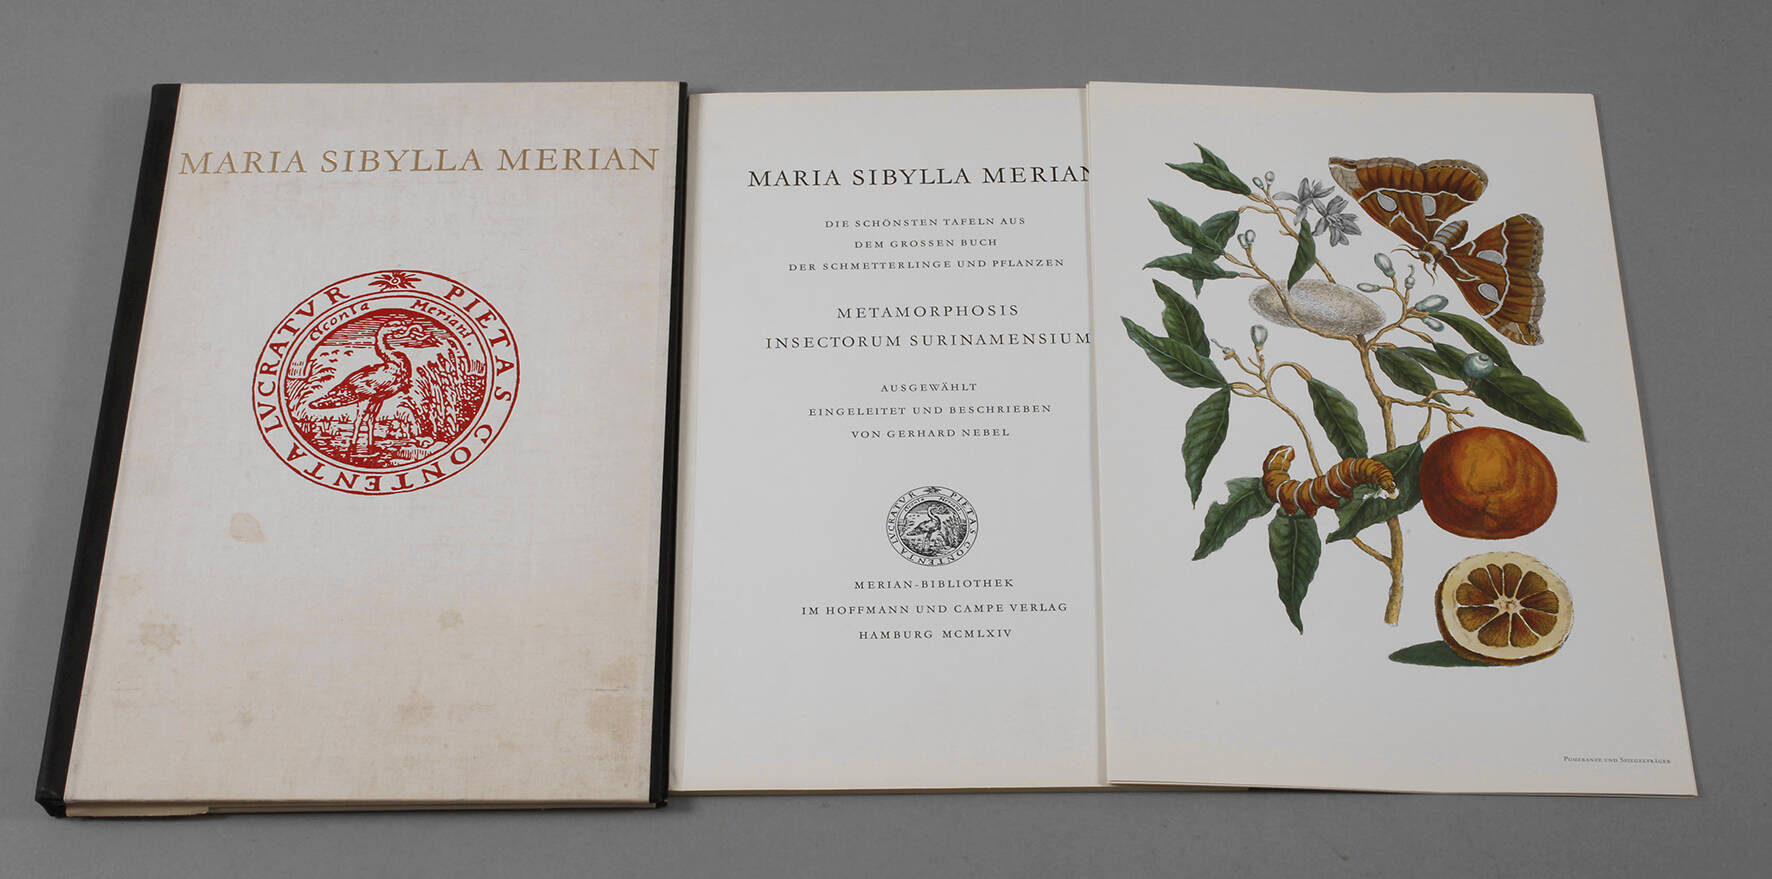 MARIA SIBYLLA MERIAN
PIETAS CONTENTA LVCRATVR
Ciconia Meriani.
MARIA SIBYLLA MERIAN
DIE SCHÖNSTEN TAFELN AUS
DEM GROSSEN BUCH
DER SCHMETTERLINGE UND PFLANZEN
METAMORPHOSIS
INSECTORUM SURINAMENSIUM
AUSGEWÄHLT
EINGELEITET UND BESCHRIEBEN
VON GERHARD NEBEL
PIETAS CONTENTA LVCRATVR
MERIAN-BIBLIOTHEK
IM HOFFMANN UND CAMPE VERLAG
HAMBURG MCMLXIV
POMERANZE UND SPIEGELTRÄGER